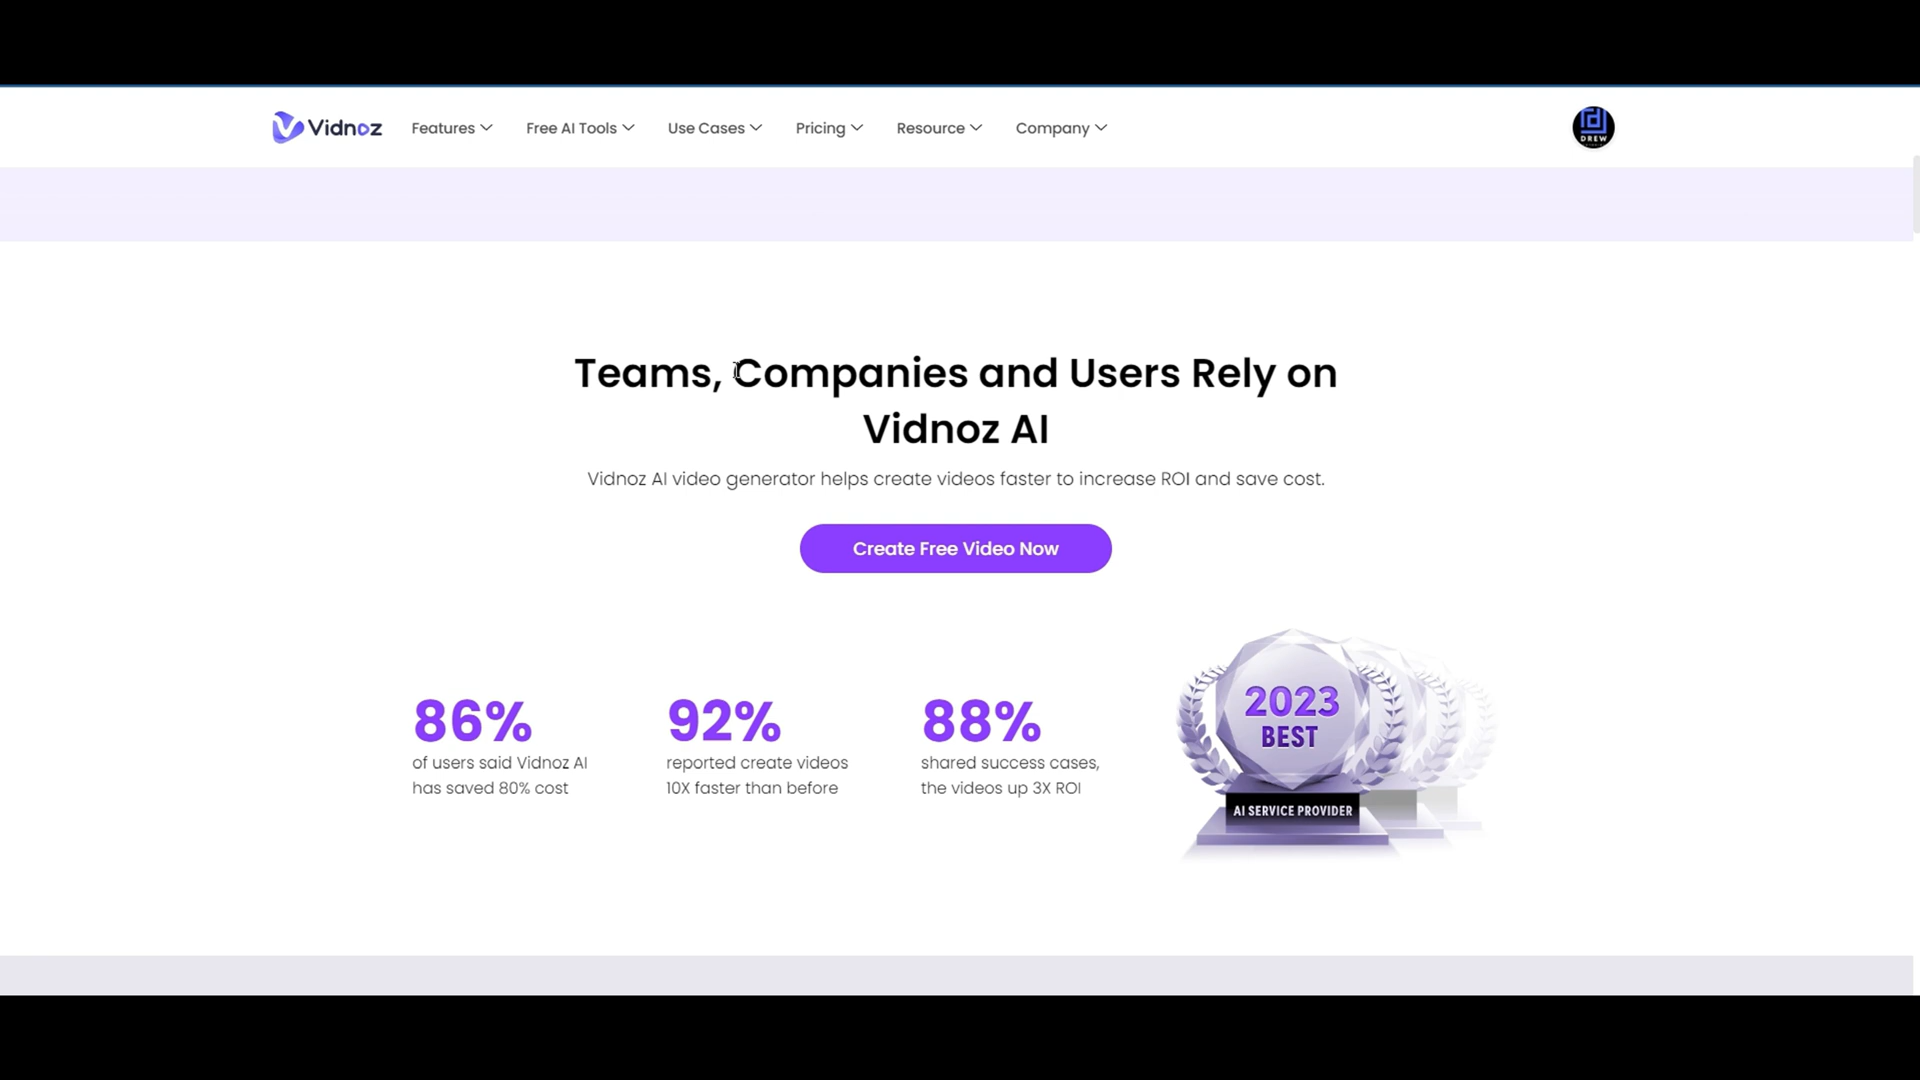 Vidnoz
Features
Free AI Tools
Use Cases
Pricing
Resource
Company
DREW
Teams, Companies and Users Rely on
Vidnoz AI
Vidnoz AI video generator helps create videos faster to increase ROI and save cost.
Create Free Video Now
86%
of users said Vidnoz AI
has saved 80% cost
92%
reported create videos
10X faster than before
88%
shared success cases,
the videos up 3X ROI
2023
BEST
AI SERVICE PROVIDER